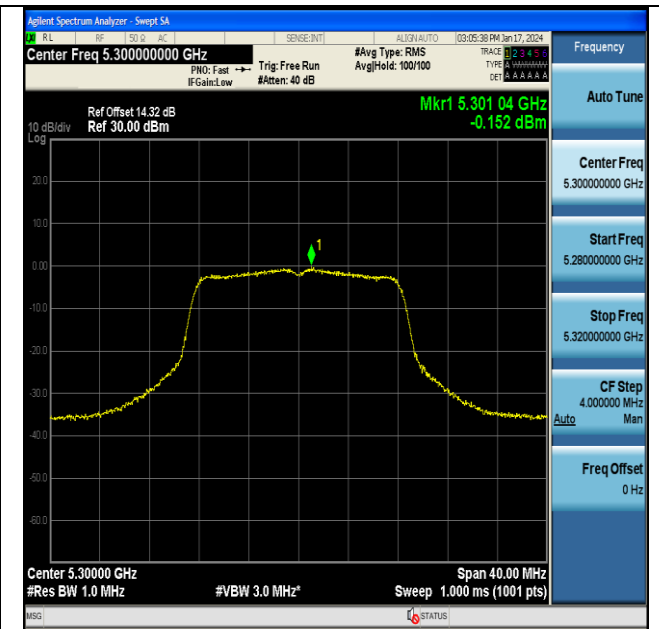 Agilent Spectrum Analyzer - Swept SA
RL RF 50 Ω AC SENSE:INT ALIGN AUTO 03:05:38 PM Jan 17, 2024
Center Freq 5.300000000 GHz
PNO: Fast
IFGain:Low
Trig: Free Run
#Atten: 40 dB
#Avg Type: RMS
Avg|Hold: 100/100
TRACE 1 2 3 4 5 6
TYPE A WWWWW
DET A A A A A A
Ref Offset 14.32 dB
10 dB/div Ref 30.00 dBm
Log
Mkr1 5.301 04 GHz
-0.152 dBm
20.0
10.0
0.00
-10.0
-20.0
-30.0
-40.0
-50.0
-60.0
1
Center 5.30000 GHz Span 40.00 MHz
#Res BW 1.0 MHz #VBW 3.0 MHz* Sweep 1.000 ms (1001 pts)
MSG STATUS
Frequency
Auto Tune
Center Freq
5.300000000 GHz
Start Freq
5.280000000 GHz
Stop Freq
5.320000000 GHz
CF Step
4.000000 MHz
Auto Man
Freq Offset
0 Hz